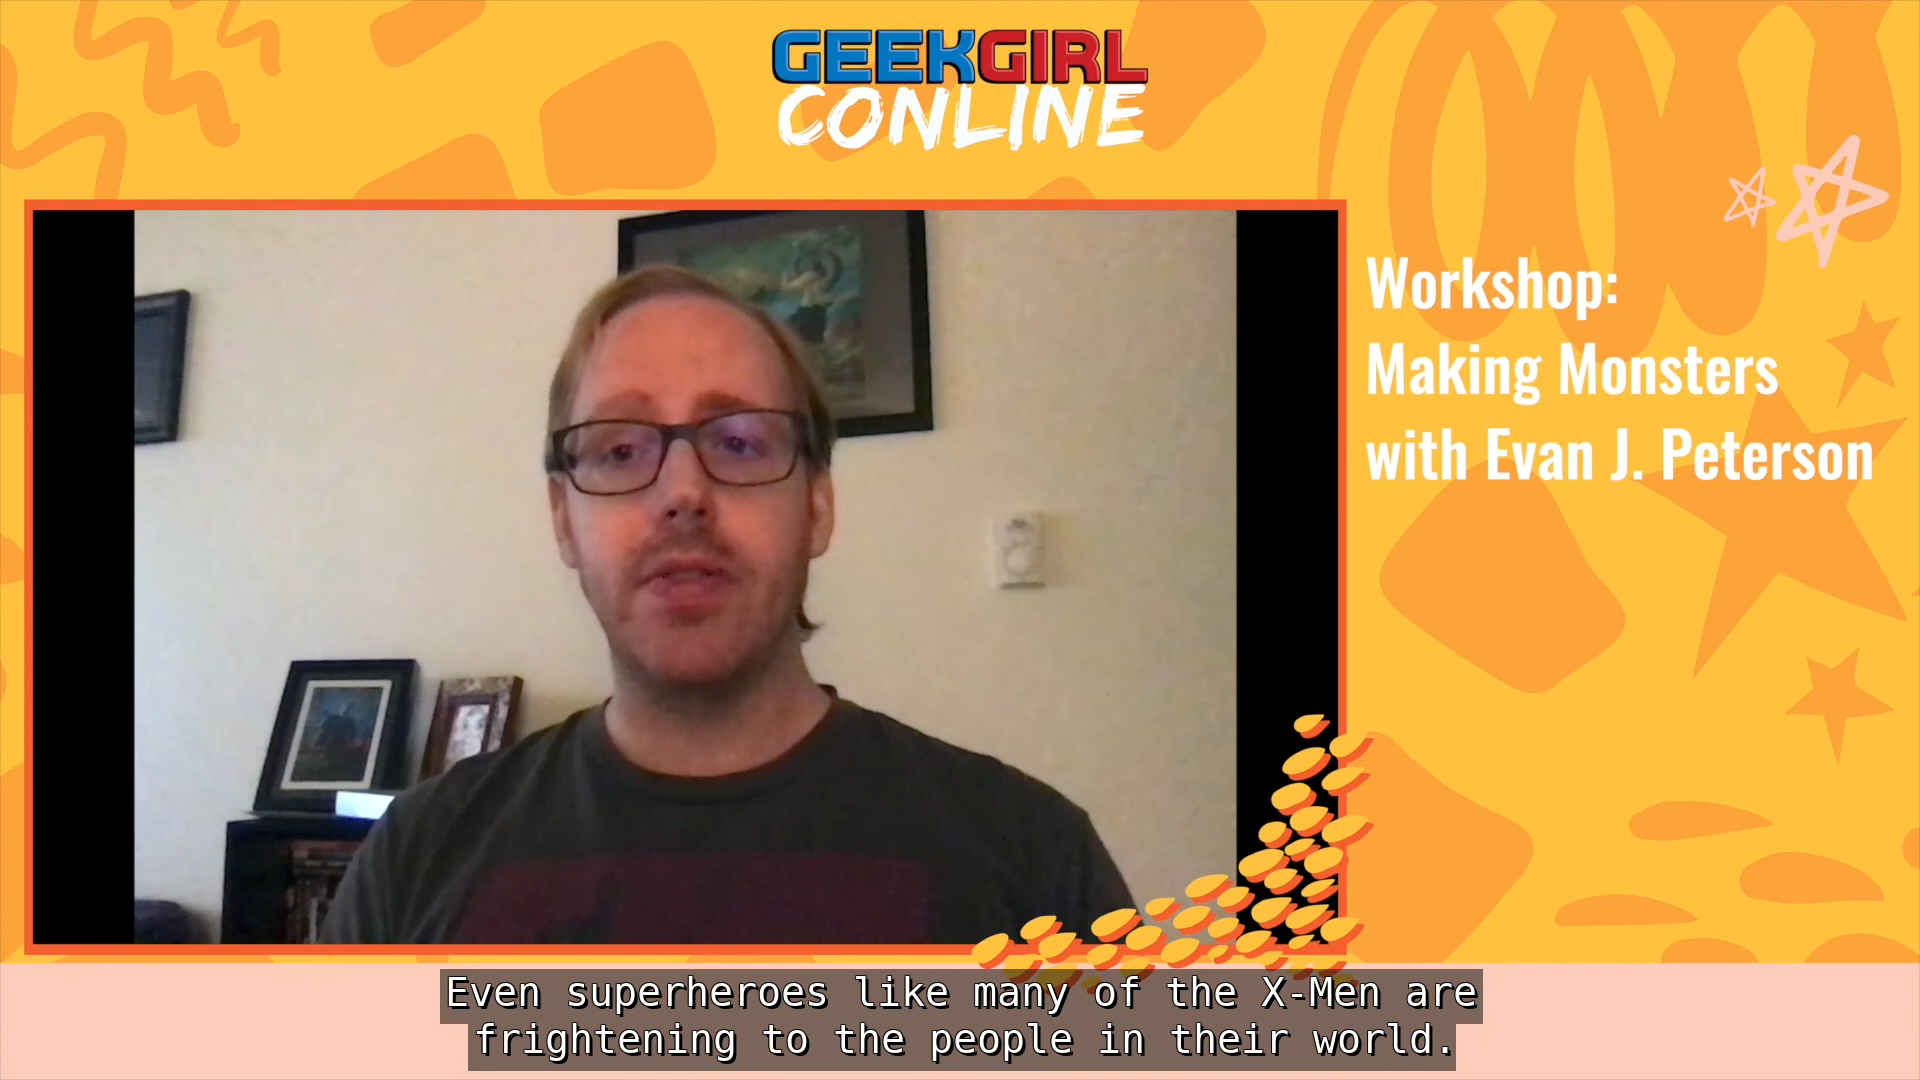 GEEKGIRL
CONLINE
Workshop:
Making Monsters
with Evan J. Peterson
Even superheroes like many of the X-Men are
frightening to the people in their world.